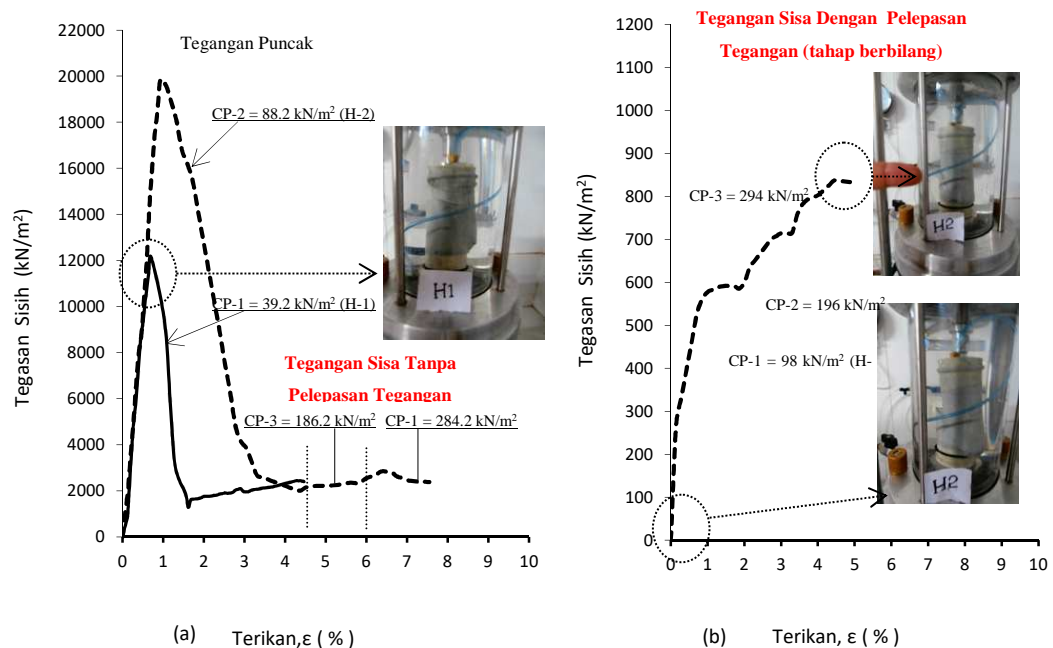 Tegangan Puncak
CP-2 = 88.2 kN/m² (H-2)
CP-1 = 39.2 kN/m² (H-1)
Tegangan Sisa Tanpa
Pelepasan Tegangan
CP-3 = 186.2 kN/m²
CP-1 = 284.2 kN/m²
H1
22000
20000
18000
16000
14000
12000
10000
8000
6000
4000
2000
0
Tegasan Sisih (kN/m²)
0 1 2 3 4 5 6 7 8 9 10
(a)
Terikan,ε ( % )
Tegangan Sisa Dengan Pelepasan
Tegangan (tahap berbilang)
CP-3 = 294 kN/m²
CP-2 = 196 kN/m²
CP-1 = 98 kN/m² (H-
H2
H2
1200
1100
1000
900
800
700
600
500
400
300
200
100
0
Tegasan Sisih (kN/m²)
0 1 2 3 4 5 6 7 8 9 10
(b)
Terikan, ε ( % )